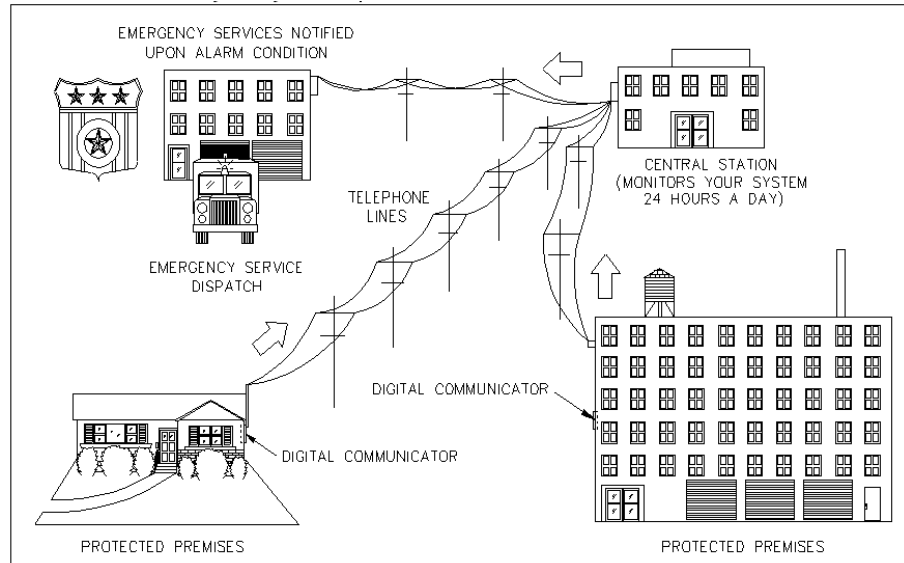 EMERGENCY SERVICES NOTIFIED
UPON ALARM CONDITION
CENTRAL STATION
(MONITORS YOUR SYSTEM
24 HOURS A DAY)
TELEPHONE
LINES
EMERGENCY SERVICE
DISPATCH
DIGITAL COMMUNICATOR
DIGITAL COMMUNICATOR
PROTECTED PREMISES
PROTECTED PREMISES